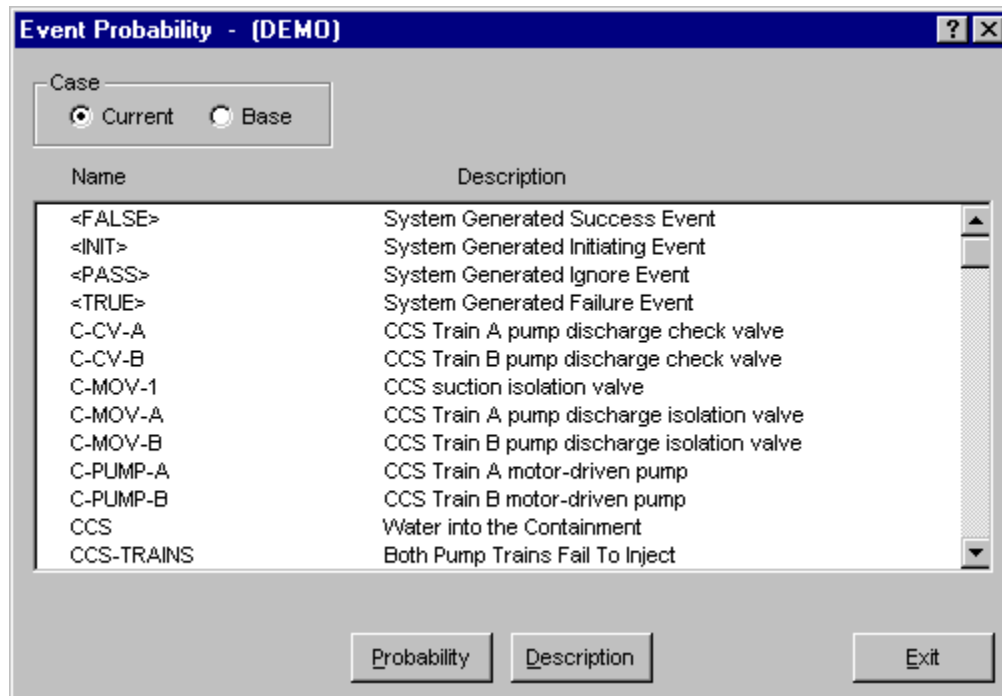 Event Probability - (DEMO)
Case
Current Base
Name Description
<FALSE> System Generated Success Event
<INIT> System Generated Initiating Event
<PASS> System Generated Ignore Event
<TRUE> System Generated Failure Event
C-CV-A CCS Train A pump discharge check valve
C-CV-B CCS Train B pump discharge check valve
C-MOV-1 CCS suction isolation valve
C-MOV-A CCS Train A pump discharge isolation valve
C-MOV-B CCS Train B pump discharge isolation valve
C-PUMP-A CCS Train A motor-driven pump
C-PUMP-B CCS Train B motor-driven pump
CCS Water into the Containment
CCS-TRAINS Both Pump Trains Fail To Inject
Probability Description Exit